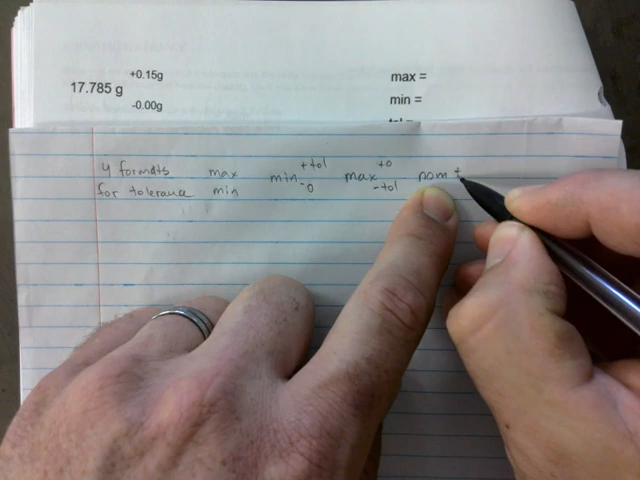 +0.15g
17.785 g
-0.00g
max =
min =
4 formats
for tolerance
max
min
min +tol
-0
max +0
-tol
nom ±